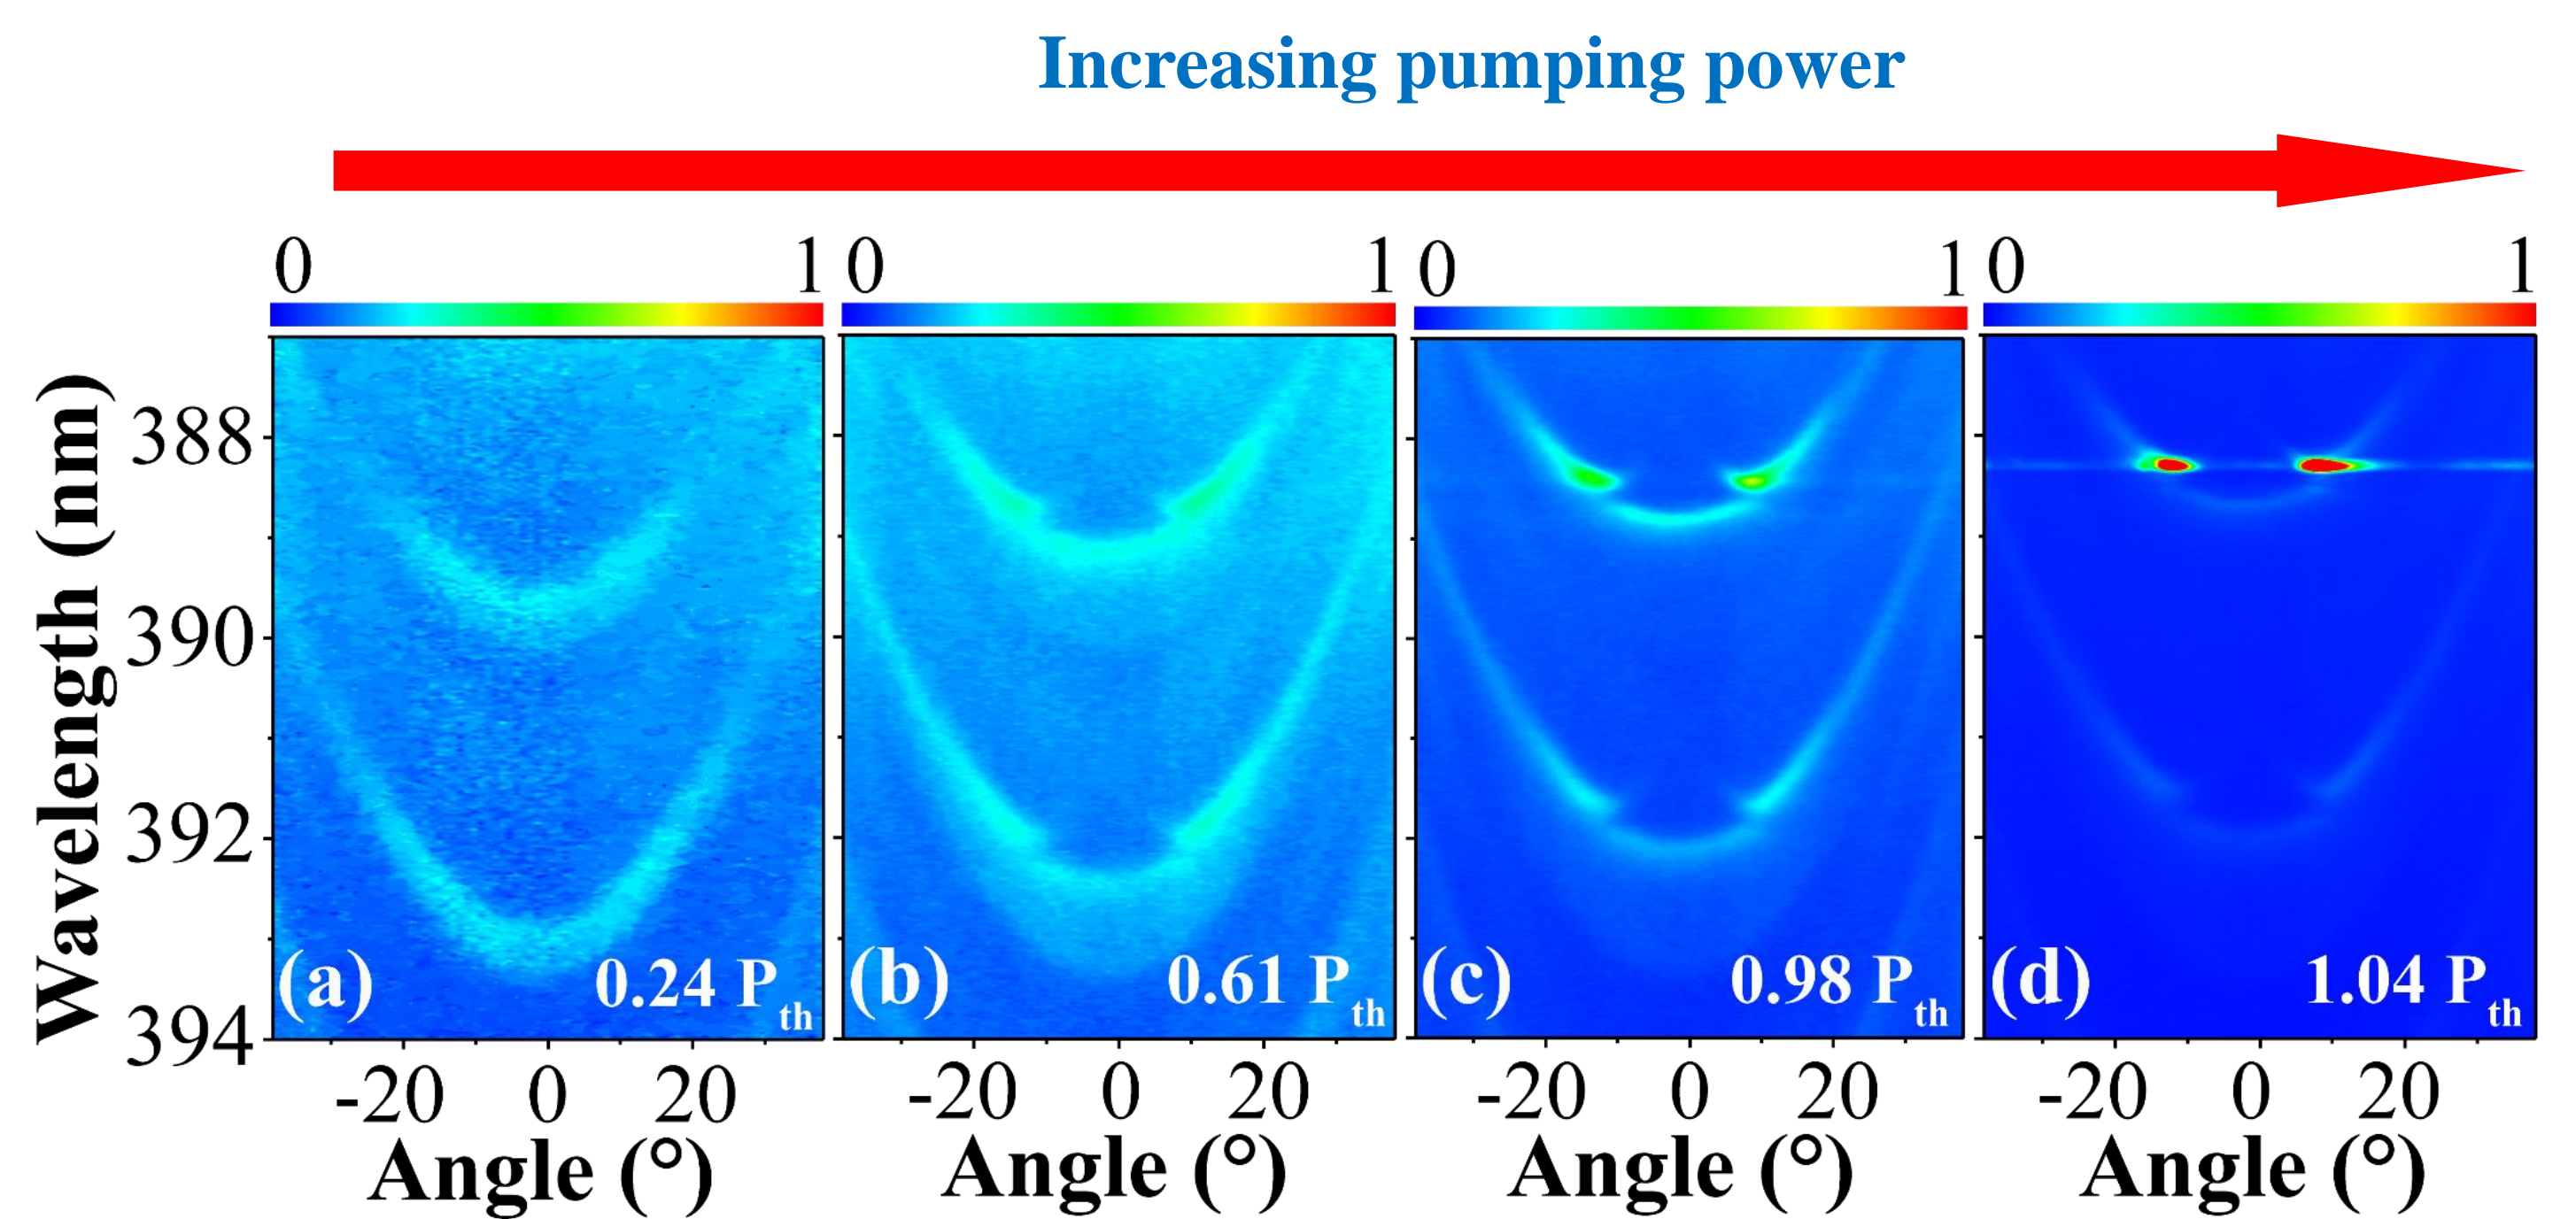 Increasing pumping power
0 1 0 1 0 1 0 1
Wavelength (nm)
388
390
392
394
(a) 0.24 Pth (b) 0.61 Pth (c) 0.98 Pth (d) 1.04 Pth
-20 0 20 -20 0 20 -20 0 20 -20 0 20
Angle (°) Angle (°) Angle (°) Angle (°)